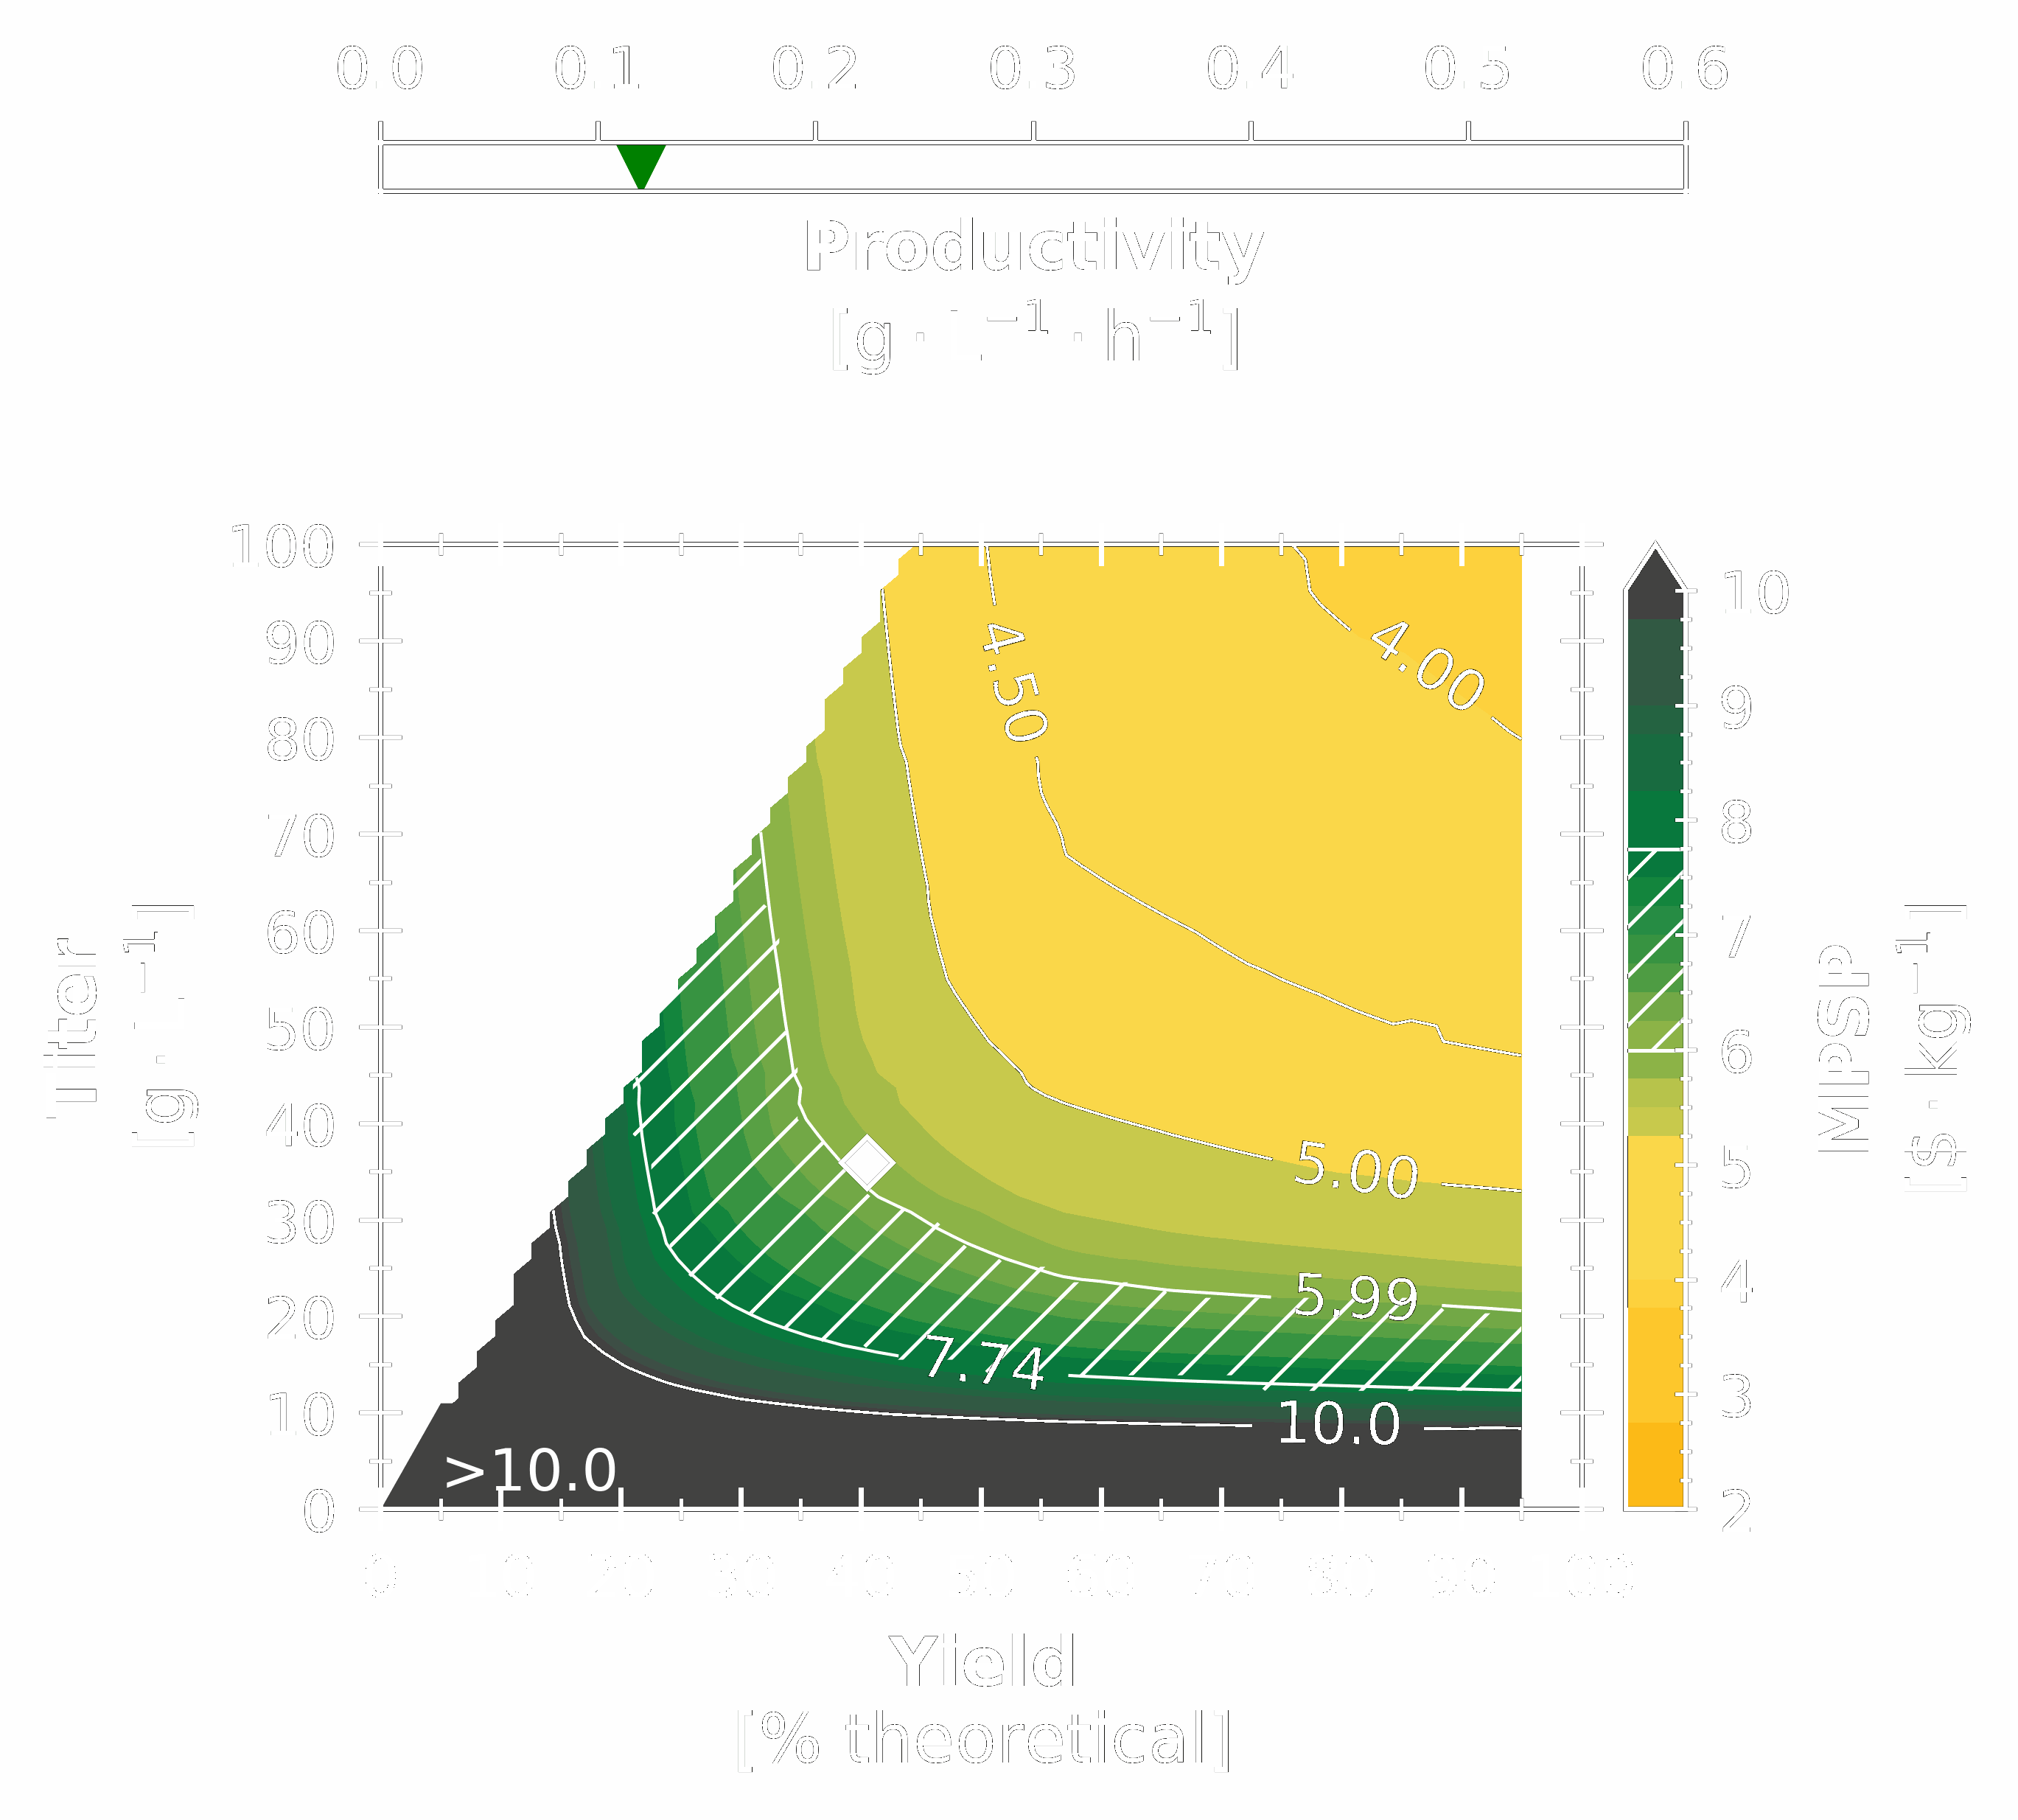 0.0 0.1 0.2 0.3 0.4 0.5 0.6
Productivity
[g · L⁻¹ · h⁻¹]
100
90
80
70
60
50
40
30
20
10
0
Titer
[g · L⁻¹]
4.00
4.50
5.00
5.99
7.74
10.0
>10.0
10
9
8
7
6
5
4
3
2
MPSP
[$ · kg⁻¹]
0 10 20 30 40 50 60 70 80 90 100
Yield
[% theoretical]